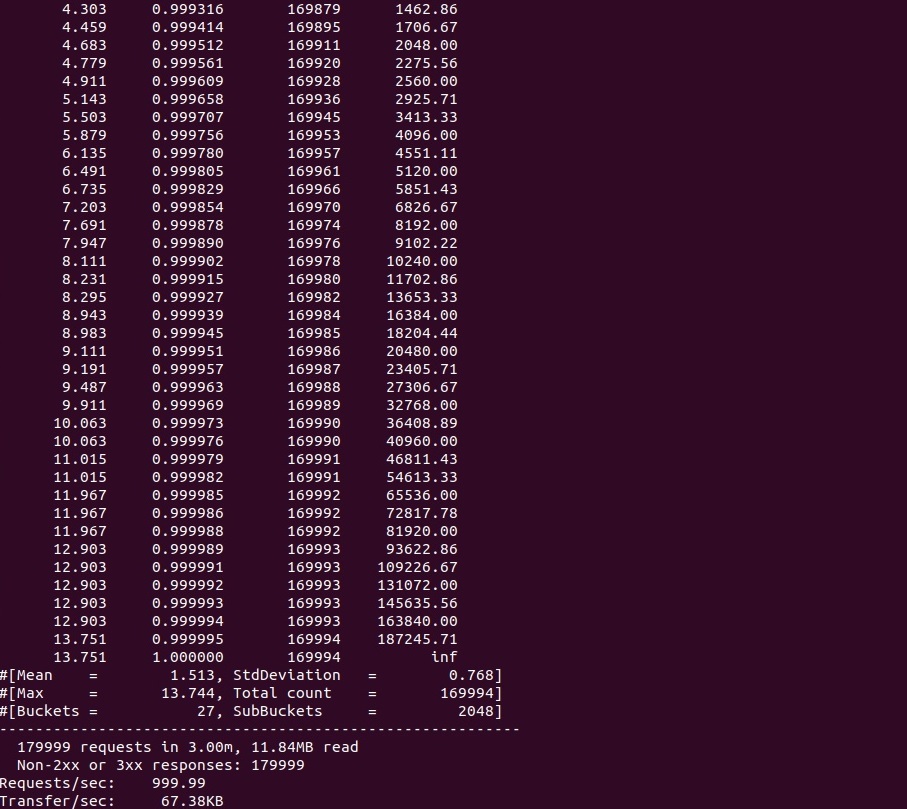 4.303 0.999316 169879 1462.86
4.459 0.999414 169895 1706.67
4.683 0.999512 169911 2048.00
4.779 0.999561 169920 2275.56
4.911 0.999609 169928 2560.00
5.143 0.999658 169936 2925.71
5.503 0.999707 169945 3413.33
5.879 0.999756 169953 4096.00
6.135 0.999780 169957 4551.11
6.491 0.999805 169961 5120.00
6.735 0.999829 169966 5851.43
7.203 0.999854 169970 6826.67
7.691 0.999878 169974 8192.00
7.947 0.999890 169976 9102.22
8.111 0.999902 169978 10240.00
8.231 0.999915 169980 11702.86
8.295 0.999927 169982 13653.33
8.943 0.999939 169984 16384.00
8.983 0.999945 169985 18204.44
9.111 0.999951 169986 20480.00
9.191 0.999957 169987 23405.71
9.487 0.999963 169988 27306.67
9.911 0.999969 169989 32768.00
10.063 0.999973 169990 36408.89
10.063 0.999976 169990 40960.00
11.015 0.999979 169991 46811.43
11.015 0.999982 169991 54613.33
11.967 0.999985 169992 65536.00
11.967 0.999986 169992 72817.78
11.967 0.999988 169992 81920.00
12.903 0.999989 169993 93622.86
12.903 0.999991 169993 109226.67
12.903 0.999992 169993 131072.00
12.903 0.999993 169993 145635.56
12.903 0.999994 169993 163840.00
13.751 0.999995 169994 187245.71
13.751 1.000000 169994 inf
#[Mean = 1.513, StdDeviation = 0.768]
#[Max = 13.744, Total count = 169994]
#[Buckets = 27, SubBuckets = 2048]
----------------------------------------------------------
179999 requests in 3.00m, 11.84MB read
Non-2xx or 3xx responses: 179999
Requests/sec: 999.99
Transfer/sec: 67.38KB